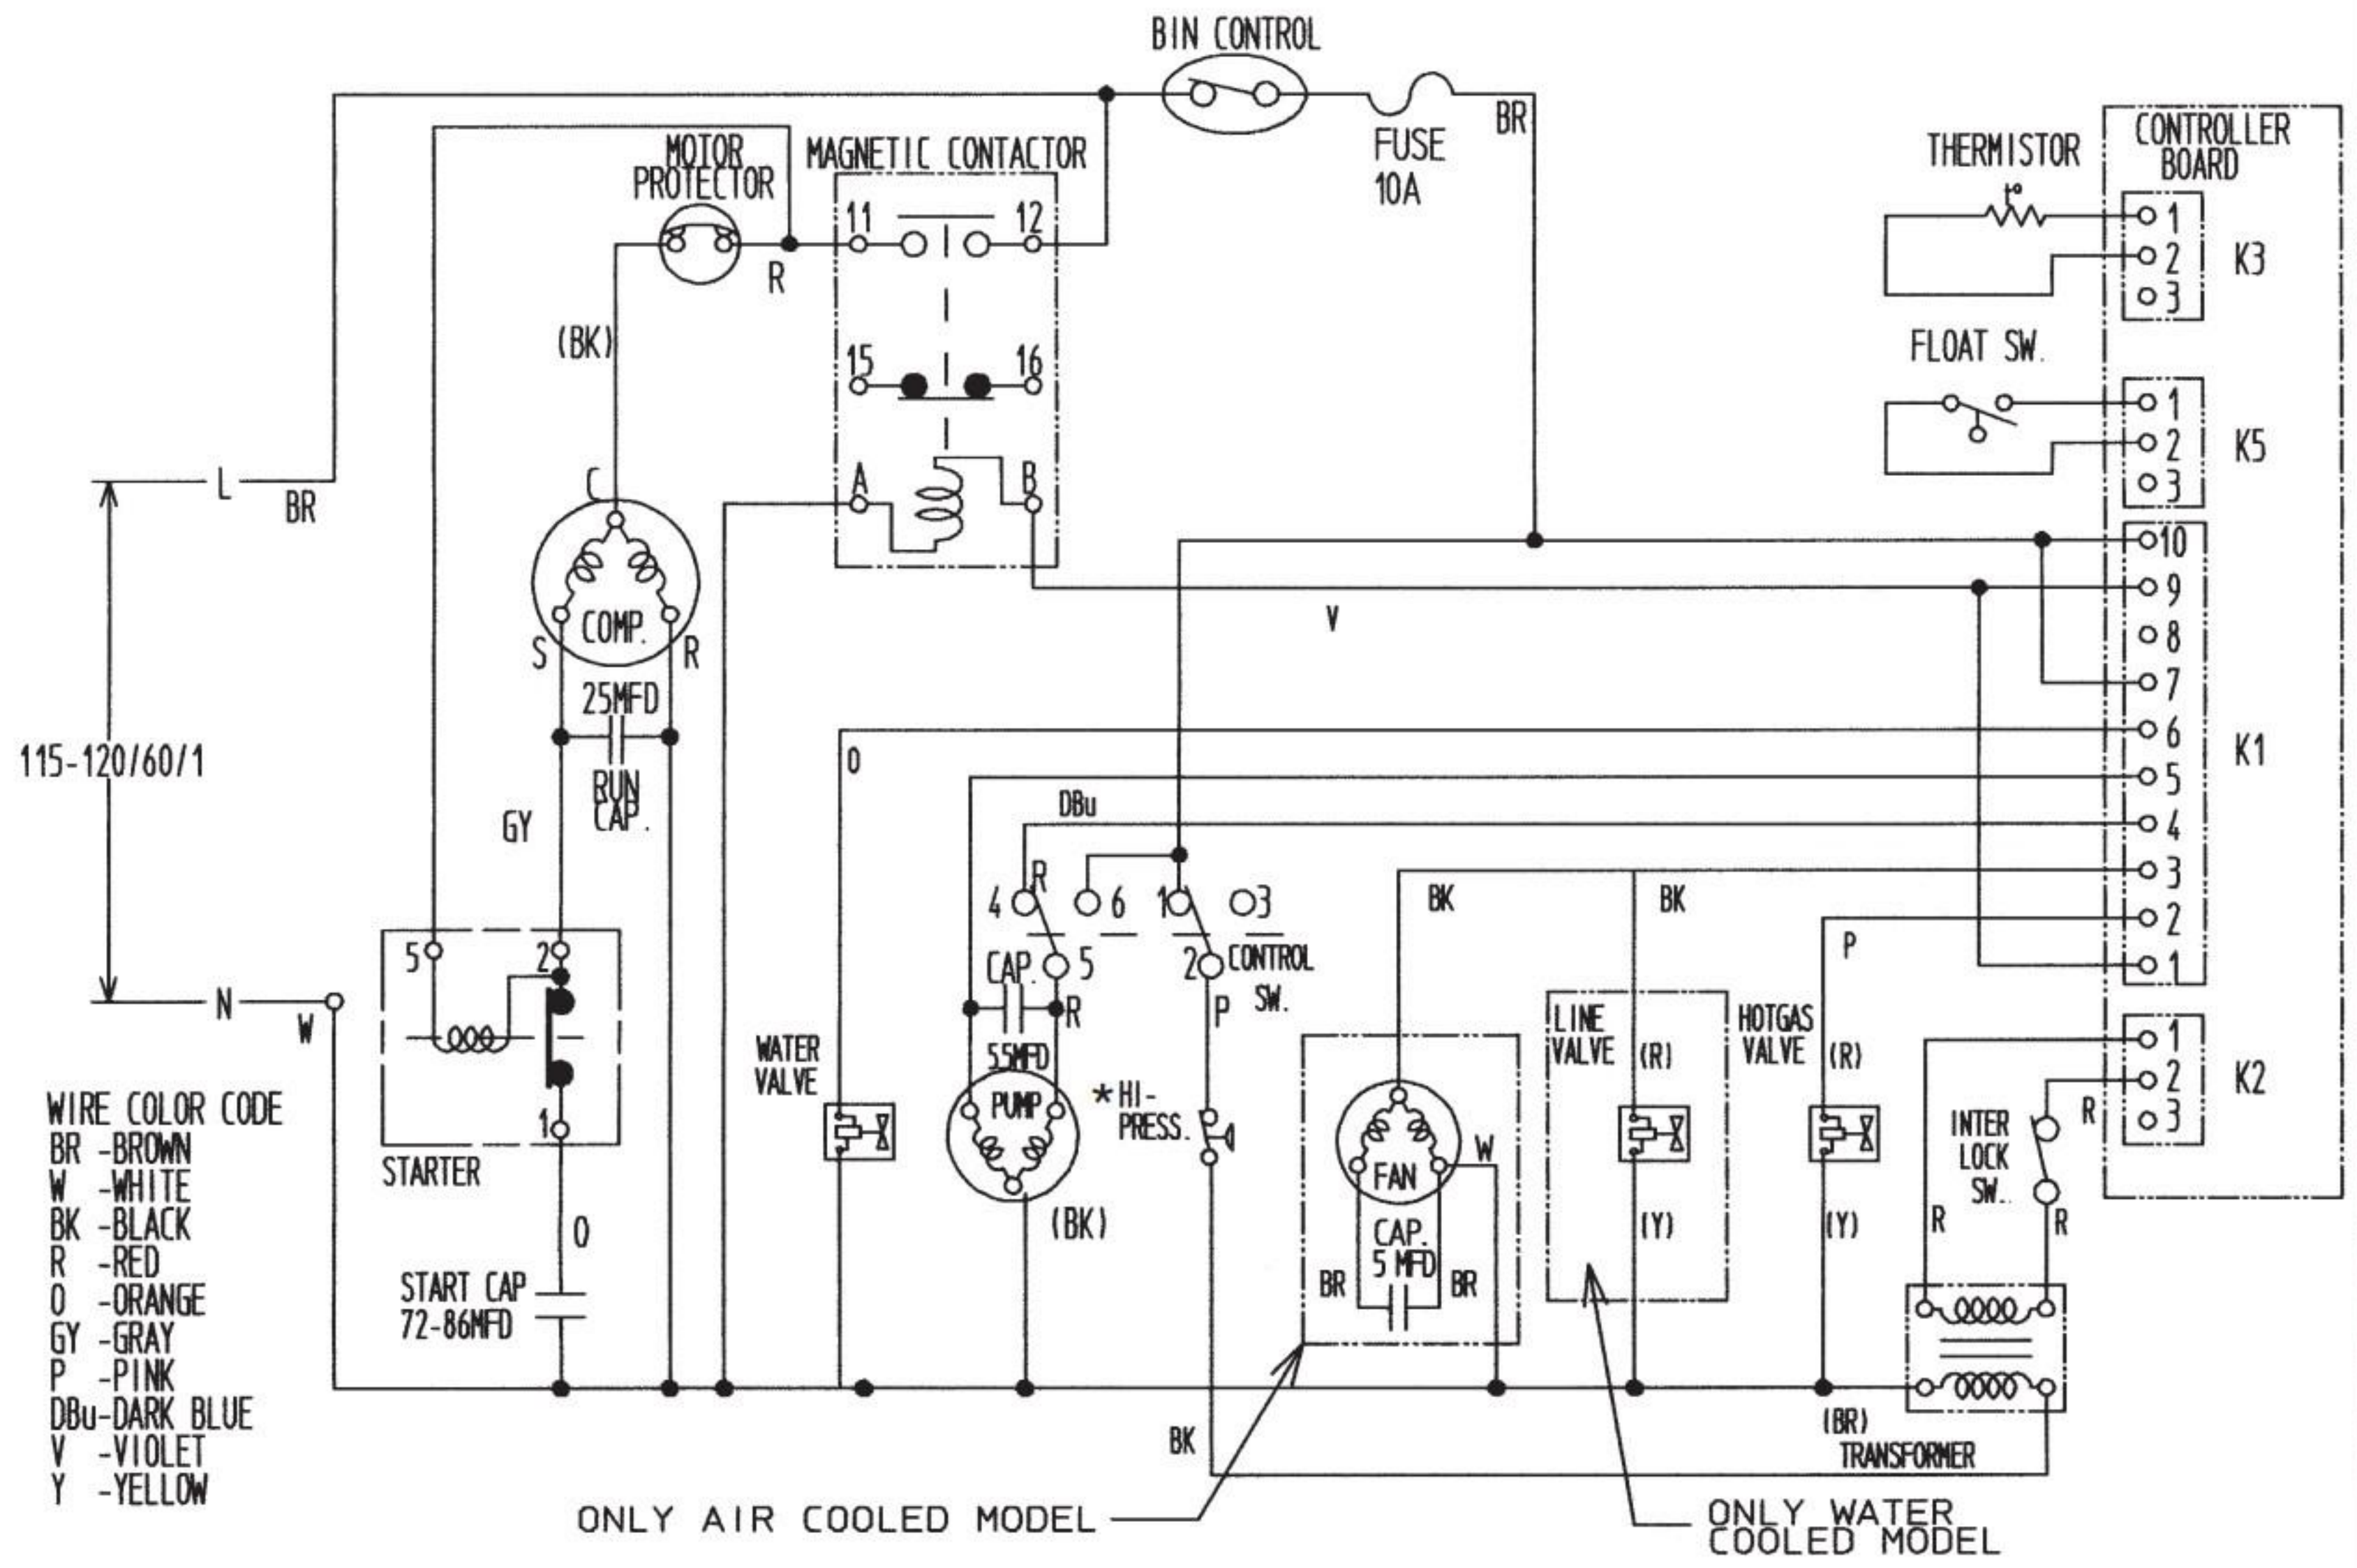 BIN CONTROL
BR
FUSE
10A
MOTOR
PROTECTOR
MAGNETIC CONTACTOR
11
12
R
(BK)
15
16
A
B
L
BR
C
COMP.
S
R
25MFD
RUN
CAP.
GY
115-120/60/1
N
W
5
2
1
STARTER
O
START CAP
72-86MFD
WIRE COLOR CODE
BR -BROWN
W -WHITE
BK -BLACK
R -RED
O -ORANGE
GY -GRAY
P -PINK
DBu-DARK BLUE
V -VIOLET
Y -YELLOW
THERMISTOR
t°
CONTROLLER
BOARD
1
2
3
K3
FLOAT SW.
1
2
3
K5
10
9
8
7
6
5
4
3
2
1
K1
1
2
3
K2
V
O
DBu
R
4
6
1
3
5
2
CONTROL
SW.
CAP.
R
55MFD
PUMP
(BK)
P
WATER
VALVE
*HI-
PRESS.
BK
BK
BK
FAN
W
CAP.
5 MFD
BR
BR
LINE
VALVE
(R)
(Y)
HOTGAS
VALVE
P
(R)
(Y)
INTER
LOCK
SW.
R
R
R
(BR)
TRANSFORMER
ONLY AIR COOLED MODEL
ONLY WATER
COOLED MODEL